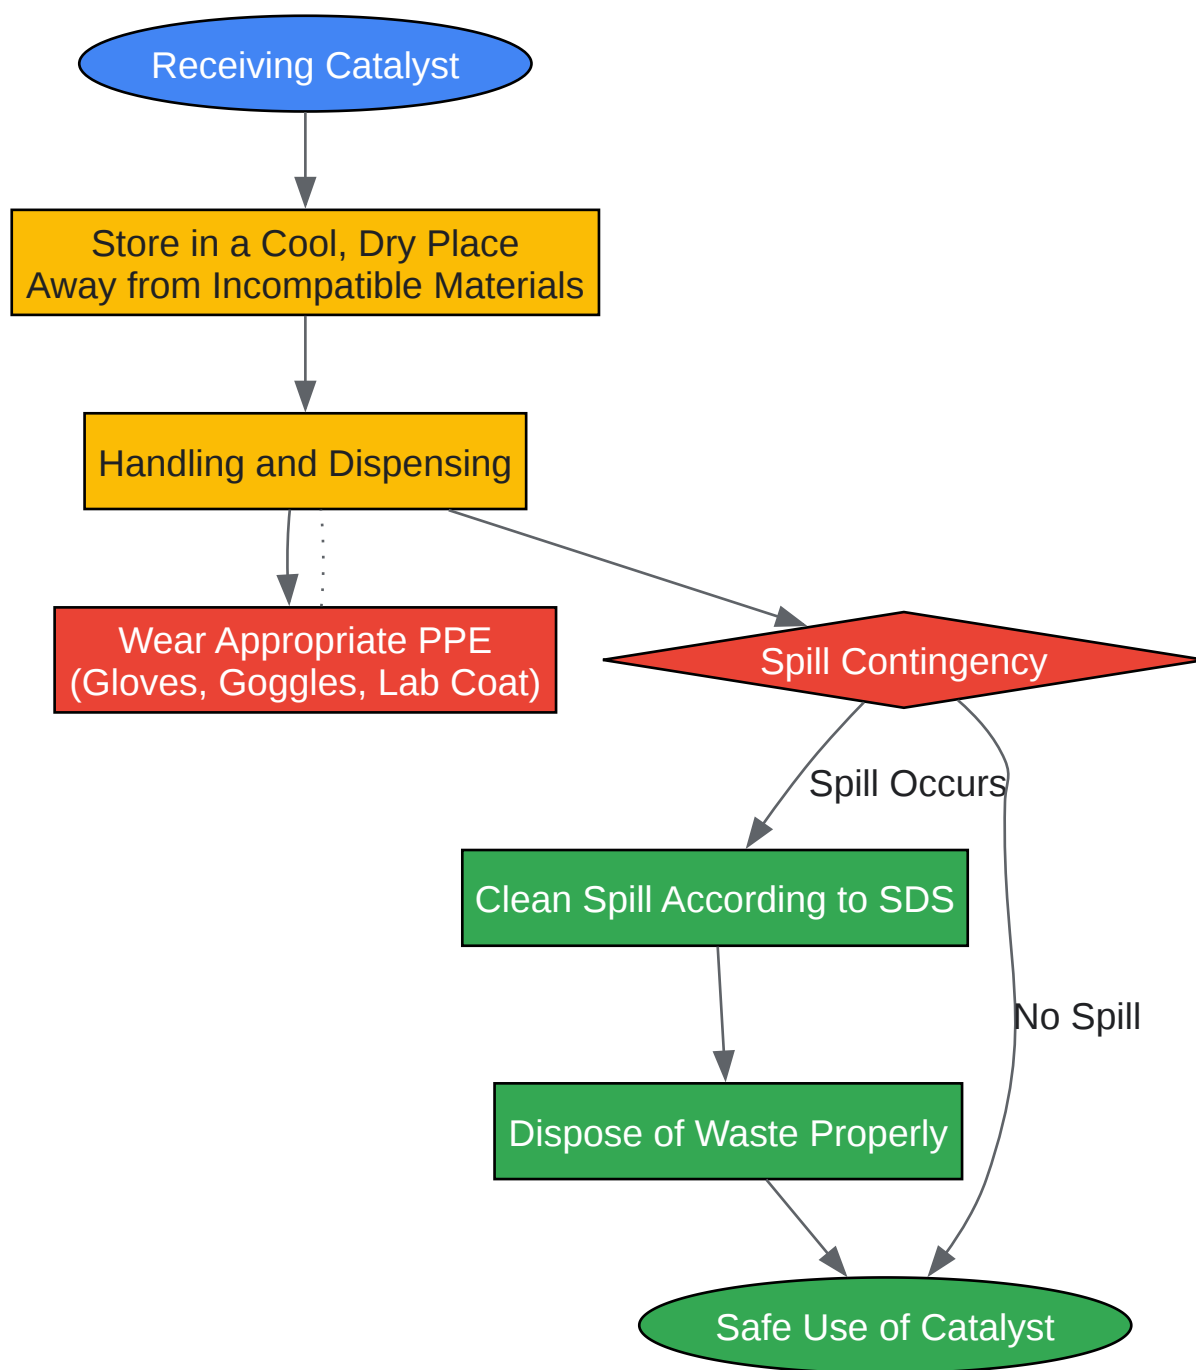 Receiving Catalyst
Store in a Cool, Dry Place
Away from Incompatible Materials
Handling and Dispensing
Wear Appropriate PPE
(Gloves, Goggles, Lab Coat)
Spill Contingency
Spill Occurs
Clean Spill According to SDS
No Spill
Dispose of Waste Properly
Safe Use of Catalyst